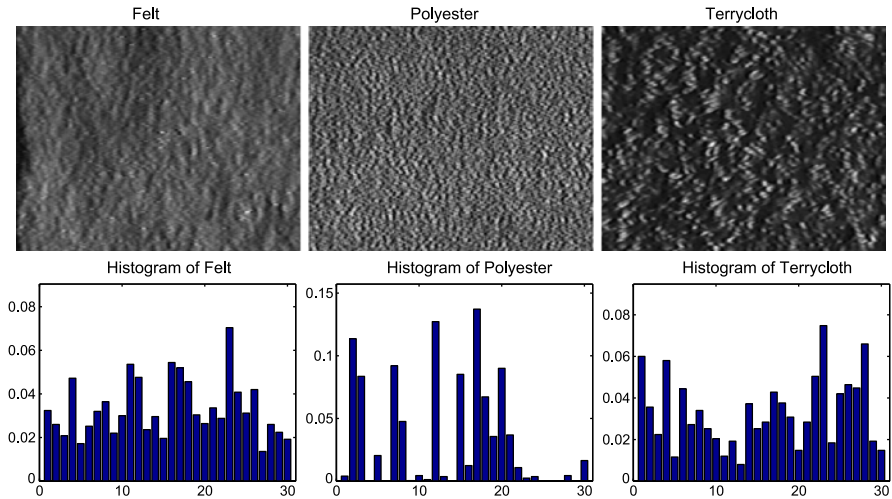 Felt Polyester Terrycloth
Histogram of Felt Histogram of Polyester Histogram of Terrycloth
0.08 0.15 0.08
0.06 0.1 0.06
0.04 0.04
0.02 0.05 0.02
0 0 0
0 10 20 30 0 10 20 30 0 10 20 30